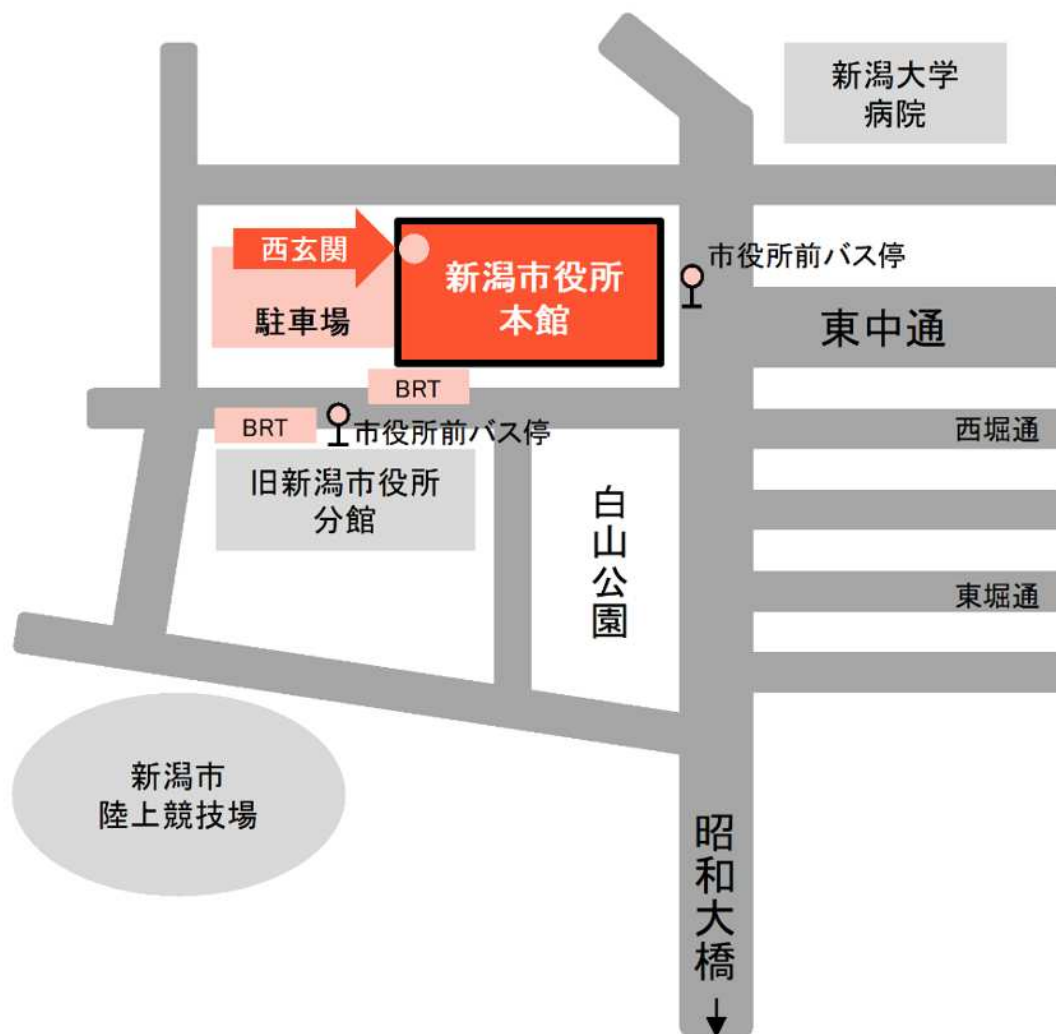 新潟大学
病院
西玄関
新潟市役所
本館
市役所前バス停
駐車場
東中通
BRT
BRT
市役所前バス停
西堀通
旧新潟市役所
分館
白山公園
東堀通
新潟市
陸上競技場
昭和大橋